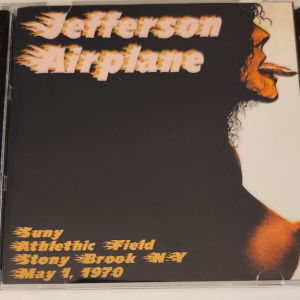 Jefferson
Airplane
Suny
Athlethic Field
Stony Brook NY
May 1, 1970